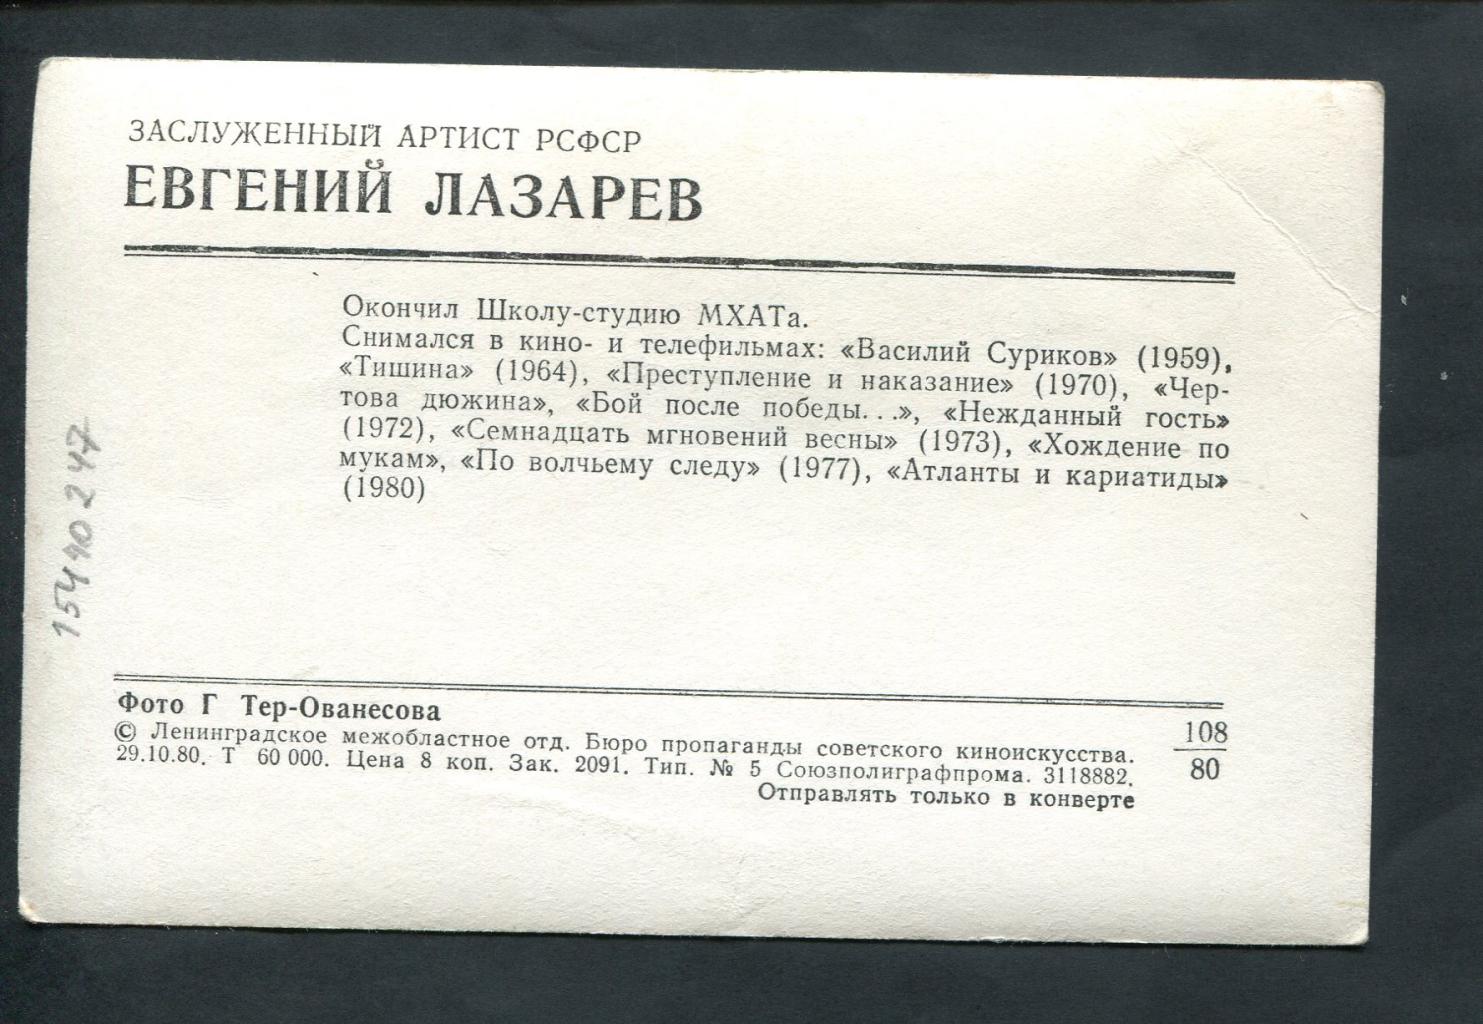 ЗАСЛУЖЕННЫЙ АРТИСТ РСФСР
ЕВГЕНИЙ ЛАЗАРЕВ
Окончил Школу-студию МХАТа.
Снимался в кино- и телефильмах: «Василий Суриков» (1959),
«Тишина» (1964), «Преступление и наказание» (1970), «Чер-
това дюжина», «Бой после победы...», «Нежданный гость»
(1972), «Семнадцать мгновений весны» (1973), «Хождение по
мукам», «По волчьему следу» (1977), «Атланты и кариатиды»
(1980)
15440247
Фото Г Тер-Ованесова
© Ленинградское межобластное отд. Бюро пропаганды советского киноискусства.
29.10.80. Т 60 000. Цена 8 коп. Зак. 2091. Тип. № 5 Союзполиграфпрома. 3118882.
Отправлять только в конверте
108
80